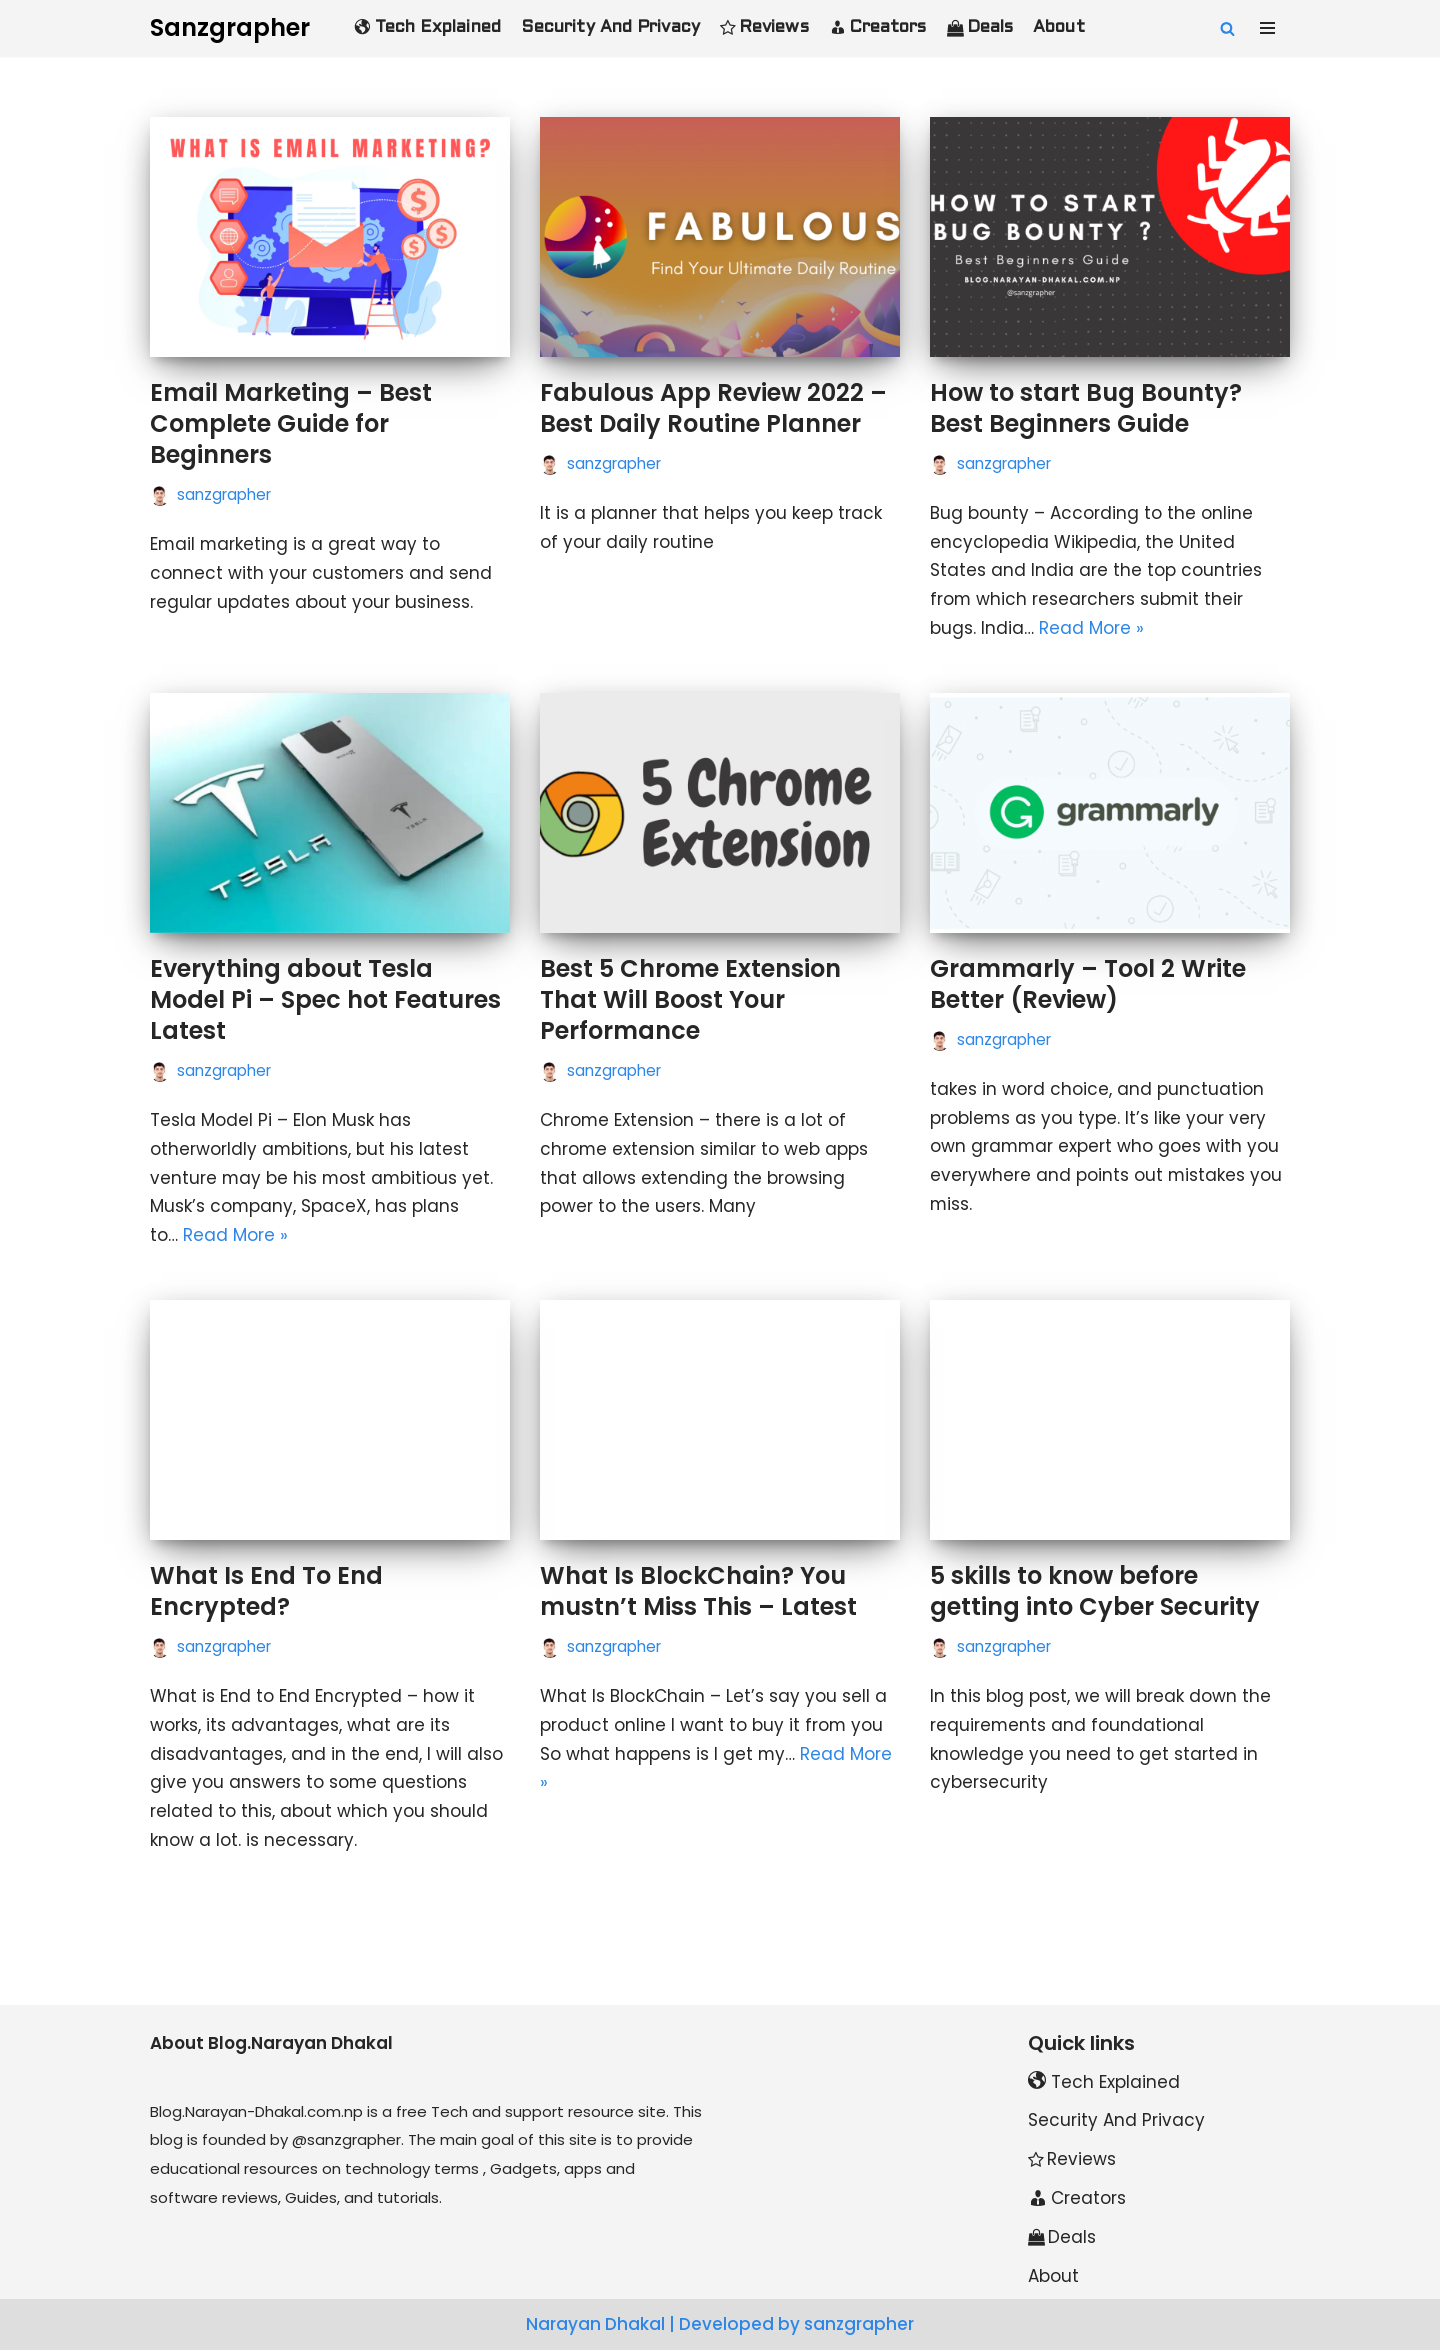 Sanzgrapher
Tech Explained
Security And Privacy
Reviews
Creators
Deals
About
WHAT IS EMAIL MARKETING?
FABULOUS
Find Your Ultimate Daily Routine
HOW TO START
BUG BOUNTY ?
Best Beginners Guide
BLOG.NARAYAN-DHAKAL.COM.NP
@sanzgrapher
Email Marketing – Best
Complete Guide for
Beginners
sanzgrapher
Email marketing is a great way to
connect with your customers and send
regular updates about your business.
Fabulous App Review 2022 –
Best Daily Routine Planner
sanzgrapher
It is a planner that helps you keep track
of your daily routine
How to start Bug Bounty?
Best Beginners Guide
sanzgrapher
Bug bounty – According to the online
encyclopedia Wikipedia, the United
States and India are the top countries
from which researchers submit their
bugs. India… Read More »
TESLA
TESLA
5 Chrome
Extension
grammarly
Everything about Tesla
Model Pi – Spec hot Features
Latest
sanzgrapher
Tesla Model Pi – Elon Musk has
otherworldly ambitions, but his latest
venture may be his most ambitious yet.
Musk’s company, SpaceX, has plans
to… Read More »
Best 5 Chrome Extension
That Will Boost Your
Performance
sanzgrapher
Chrome Extension – there is a lot of
chrome extension similar to web apps
that allows extending the browsing
power to the users. Many
Grammarly – Tool 2 Write
Better (Review)
sanzgrapher
takes in word choice, and punctuation
problems as you type. It’s like your very
own grammar expert who goes with you
everywhere and points out mistakes you
miss.
What Is End To End
Encrypted?
sanzgrapher
What is End to End Encrypted – how it
works, its advantages, what are its
disadvantages, and in the end, I will also
give you answers to some questions
related to this, about which you should
know a lot. is necessary.
What Is BlockChain? You
mustn’t Miss This – Latest
sanzgrapher
What Is BlockChain – Let’s say you sell a
product online I want to buy it from you
So what happens is I get my… Read More
»
5 skills to know before
getting into Cyber Security
sanzgrapher
In this blog post, we will break down the
requirements and foundational
knowledge you need to get started in
cybersecurity
About Blog.Narayan Dhakal
Blog.Narayan-Dhakal.com.np is a free Tech and support resource site. This
blog is founded by @sanzgrapher. The main goal of this site is to provide
educational resources on technology terms , Gadgets, apps and
software reviews, Guides, and tutorials.
Quick links
Tech Explained
Security And Privacy
Reviews
Creators
Deals
About
Narayan Dhakal | Developed by sanzgrapher